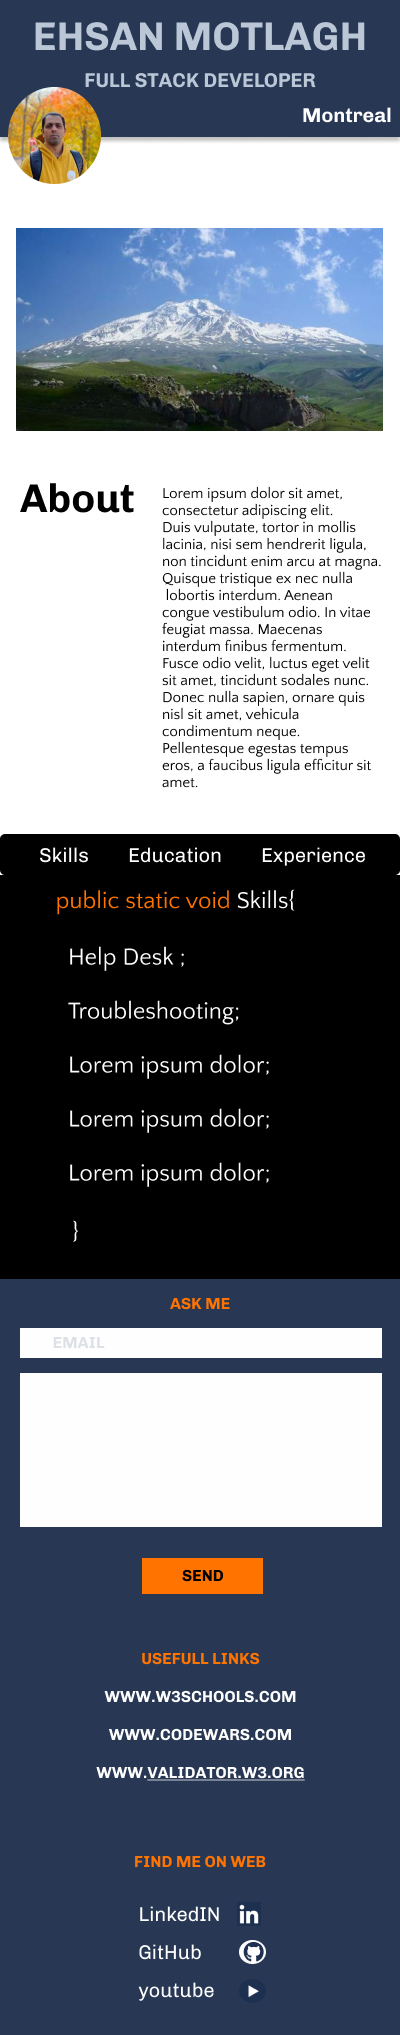 EHSAN MOTLAGH
FULL STACK DEVELOPER
Montreal
About
Lorem ipsum dolor sit amet,
consectetur adipiscing elit.
Duis vulputate, tortor in mollis
lacinia, nisi sem hendrerit ligula,
non tincidunt enim arcu at magna.
Quisque tristique ex nec nulla
lobortis interdum. Aenean
congue vestibulum odio. In vitae
feugiat massa. Maecenas
interdum finibus fermentum.
Fusce odio velit, luctus eget velit
sit amet, tincidunt sodales nunc.
Donec nulla sapien, ornare quis
nisl sit amet, vehicula
condimentum neque.
Pellentesque egestas tempus
eros, a faucibus ligula efficitur sit
amet.
Skills Education Experience
public static void Skills{
Help Desk ;
Troubleshooting;
Lorem ipsum dolor;
Lorem ipsum dolor;
Lorem ipsum dolor;
}
ASK ME
EMAIL
SEND
USEFULL LINKS
WWW.W3SCHOOLS.COM
WWW.CODEWARS.COM
WWW.VALIDATOR.W3.ORG
FIND ME ON WEB
LinkedIN in
GitHub
youtube